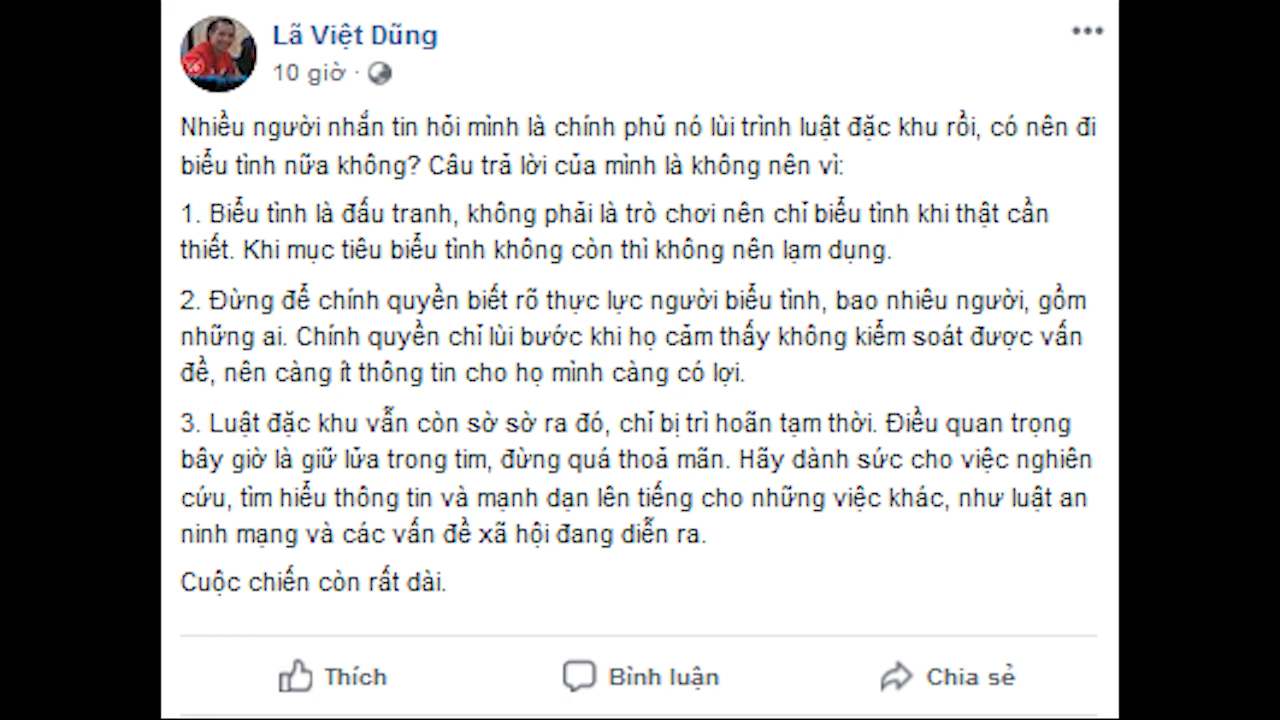 Lã Việt Dũng
10 giờ ·
Nhiều người nhắn tin hỏi mình là chính phủ nó lùi trình luật đặc khu rồi, có nên đi
biểu tình nữa không? Câu trả lời của mình là không nên vì:
1. Biểu tình là đấu tranh, không phải là trò chơi nên chỉ biểu tình khi thật cần
thiết. Khi mục tiêu biểu tình không còn thì không nên lạm dụng.
2. Đừng để chính quyền biết rõ thực lực người biểu tình, bao nhiêu người, gồm
những ai. Chính quyền chỉ lùi bước khi họ cảm thấy không kiểm soát được vấn
đề, nên càng ít thông tin cho họ mình càng có lợi.
3. Luật đặc khu vẫn còn sờ sờ ra đó, chỉ bị trì hoãn tạm thời. Điều quan trọng
bây giờ là giữ lửa trong tim, đừng quá thoả mãn. Hãy dành sức cho việc nghiên
cứu, tìm hiểu thông tin và mạnh dạn lên tiếng cho những việc khác, như luật an
ninh mạng và các vấn đề xã hội đang diễn ra.
Cuộc chiến còn rất dài.
Thích
Bình luận
Chia sẻ